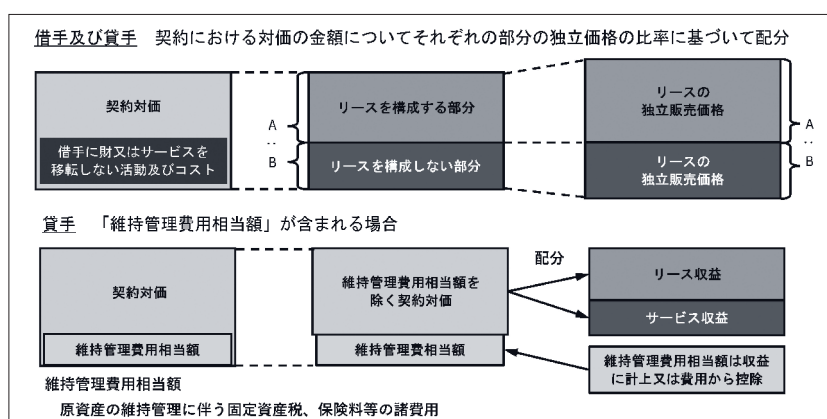 借手及び貸手 契約における対価の金額についてそれぞれの部分の独立価格の比率に基づいて配分
契約対価
借手に財又はサービスを
移転しない活動及びコスト
A
:
B
リースを構成する部分
リースを構成しない部分
リースの
独立販売価格
リースの
独立販売価格
A
:
B
貸手 「維持管理費用相当額」が含まれる場合
契約対価
維持管理費用相当額
維持管理費用相当額を
除く契約対価
維持管理費相当額
配分
リース収益
サービス収益
維持管理費用相当額は収益
に計上又は費用から控除
維持管理費用相当額
原資産の維持管理に伴う固定資産税、保険料等の諸費用